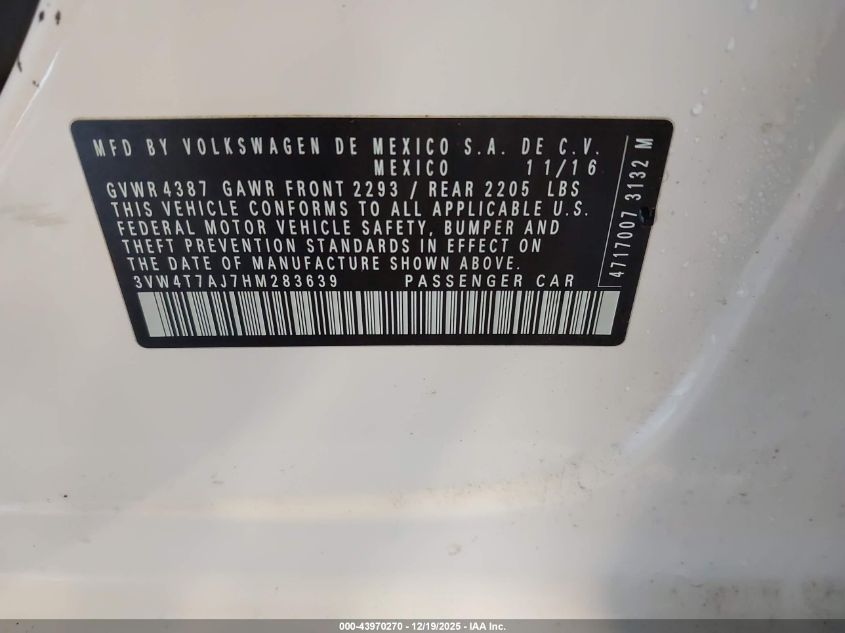 MFD BY VOLKSWAGEN DE MEXICO S.A. DE C.V.
MEXICO 11/16
GVWR 4387 GAWR FRONT 2293 / REAR 2205 LBS
THIS VEHICLE CONFORMS TO ALL APPLICABLE U.S.
FEDERAL MOTOR VEHICLE SAFETY, BUMPER AND
THEFT PREVENTION STANDARDS IN EFFECT ON
THE DATE OF MANUFACTURE SHOWN ABOVE.
3VW4T7AJ7HM283639 PASSENGER CAR
4717007 3132 M
000-43970270 - 12/19/2025 - IAA Inc.